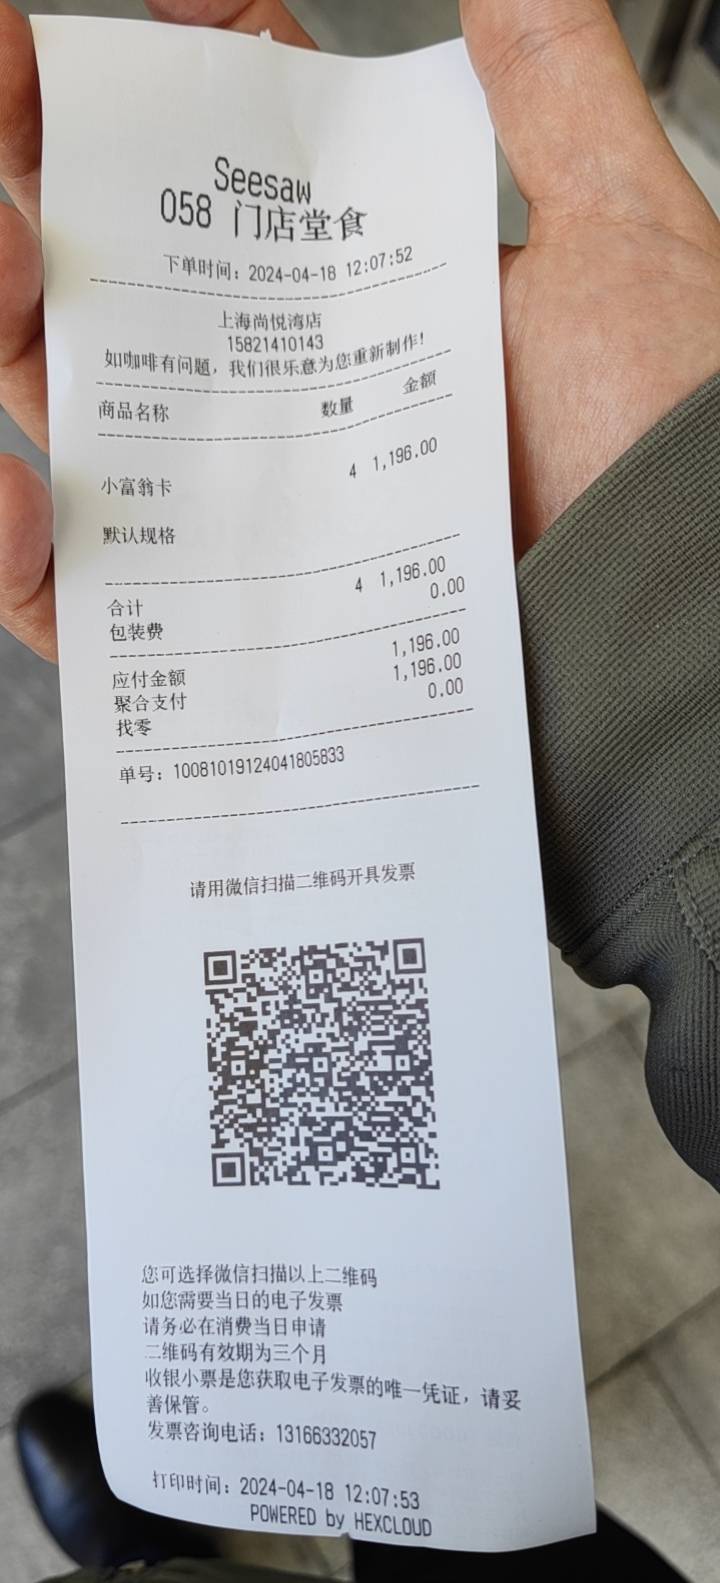 Seesaw
058 门店堂食
下单时间：2024-04-18 12:07:52
上海尚悦湾店
15821410143
如咖啡有问题，我们很乐意为您重新制作！
商品名称 数量 金额
小富翁卡 4 1,196.00
默认规格
合计 4 1,196.00
包装费 0.00
应付金额 1,196.00
聚合支付 1,196.00
找零 0.00
单号：10081019124041805833
请用微信扫描二维码开具发票
您可选择微信扫描以上二维码
如您需要当日的电子发票
请务必在消费当日申请
二维码有效期为三个月
收银小票是您获取电子发票的唯一凭证，请妥
善保管。
发票咨询电话：13166332057
打印时间：2024-04-18 12:07:53
POWERED by HEXCLOUD